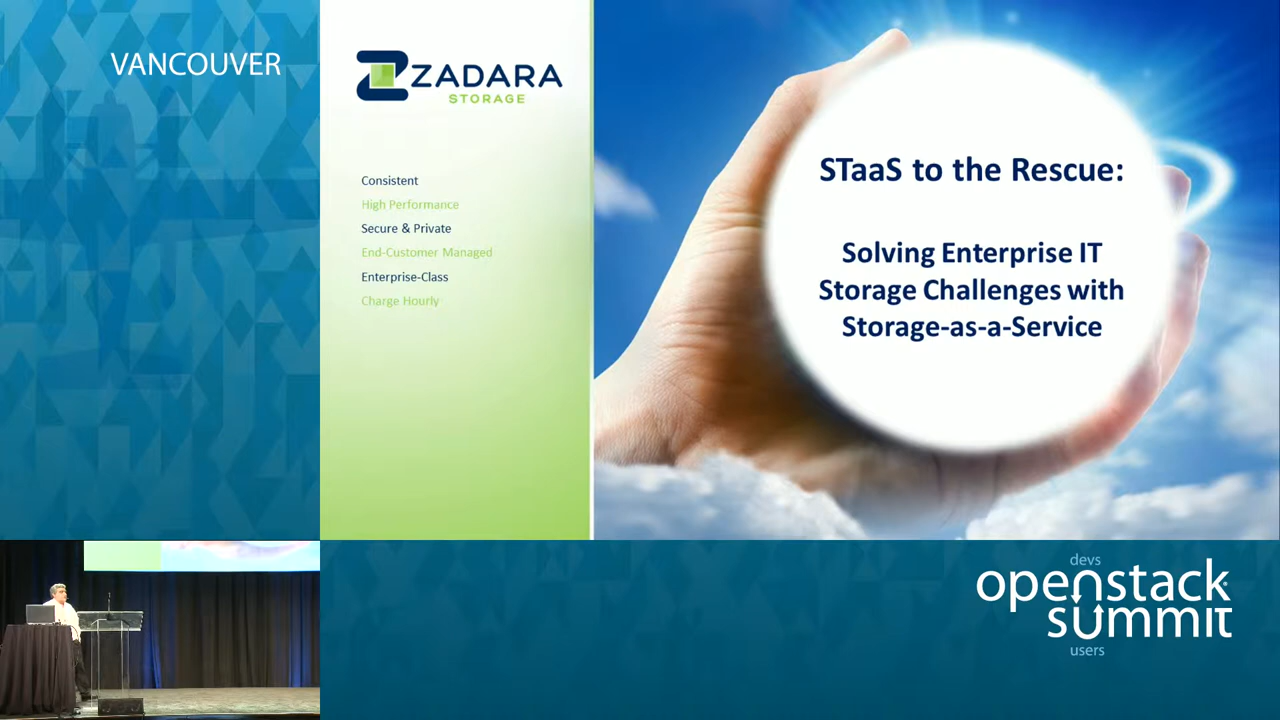 VANCOUVER
ZADARA
STORAGE
Consistent
High Performance
Secure & Private
End-Customer Managed
Enterprise-Class
Charge Hourly
STaaS to the Rescue:
Solving Enterprise IT
Storage Challenges with
Storage-as-a-Service
devs
openstack
summit
users